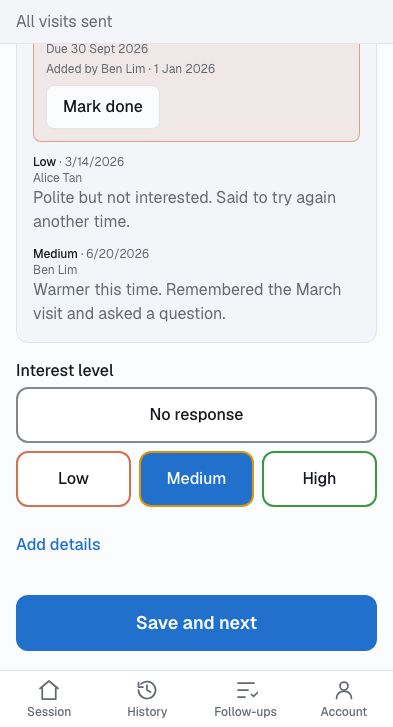 All visits sent
Due 30 Sept 2026
Added by Ben Lim · 1 Jan 2026
Mark done
Low · 3/14/2026
Alice Tan
Polite but not interested. Said to try again
another time.
Medium · 6/20/2026
Ben Lim
Warmer this time. Remembered the March
visit and asked a question.
Interest level
No response
Low
Medium
High
Add details
Save and next
Session
History
Follow-ups
Account